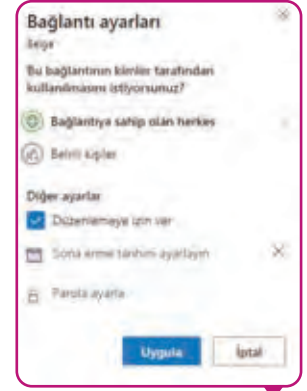 Bağlantı ayarları
Belge
Bu bağlantının kimler tarafından
kullanılmasını istiyorsunuz?
Bağlantıya sahip olan herkes
Belirli kişiler
Diğer ayarlar
Düzenlemeye izin ver
Sona erme tarihini ayarlayın
Parola ayarla
Uygula
İptal